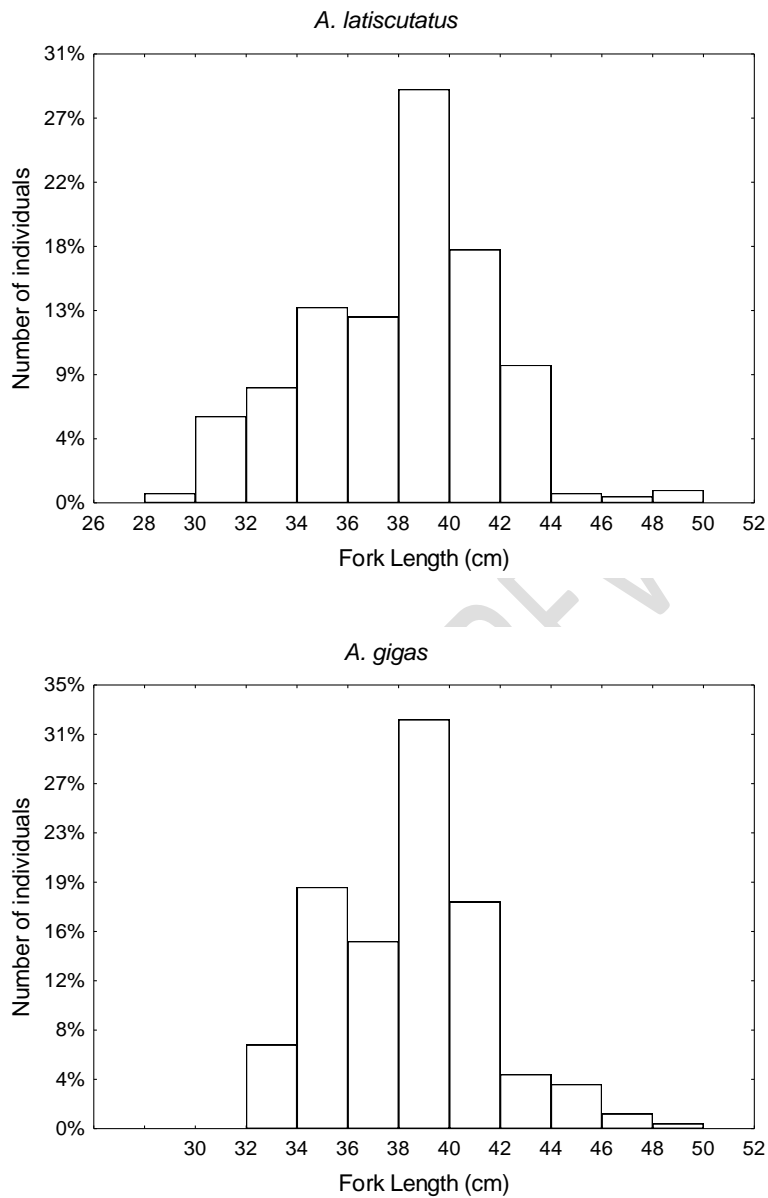 A. latiscutatus
31%
27%
22%
18%
13%
9%
4%
0%
Number of individuals
26 28 30 32 34 36 38 40 42 44 46 48 50 52
Fork Length (cm)
A. gigas
35%
31%
27%
23%
19%
16%
12%
8%
4%
0%
Number of individuals
30 32 34 36 38 40 42 44 46 48 50 52
Fork Length (cm)